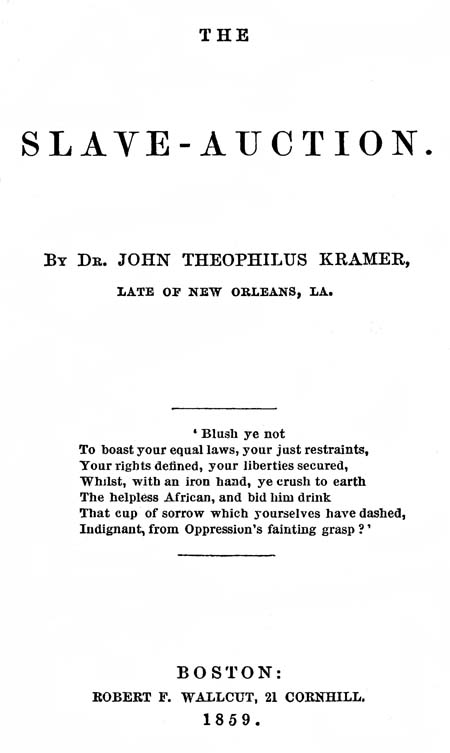 THE
SLAVE-AUCTION.
BY DR. JOHN THEOPHILUS KRAMER,
LATE OF NEW ORLEANS, LA.
‘ Blush ye not
To boast your equal laws, your just restraints,
Your rights defined, your liberties secured,
Whilst, with an iron hand, ye crush to earth
The helpless African, and bid him drink
That cup of sorrow which yourselves have dashed,
Indignant, from Oppression's fainting grasp ? ’
BOSTON:
ROBERT F. WALLCUT, 21 CORNHILL.
1859.